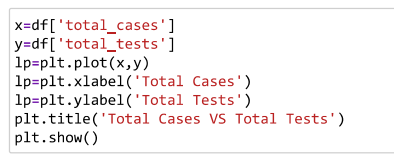 x=df['total_cases']
y=df['total_tests']
lp=plt.plot(x,y)
lp=plt.xlabel('Total Cases')
lp=plt.ylabel('Total Tests')
plt.title('Total Cases VS Total Tests')
plt.show()